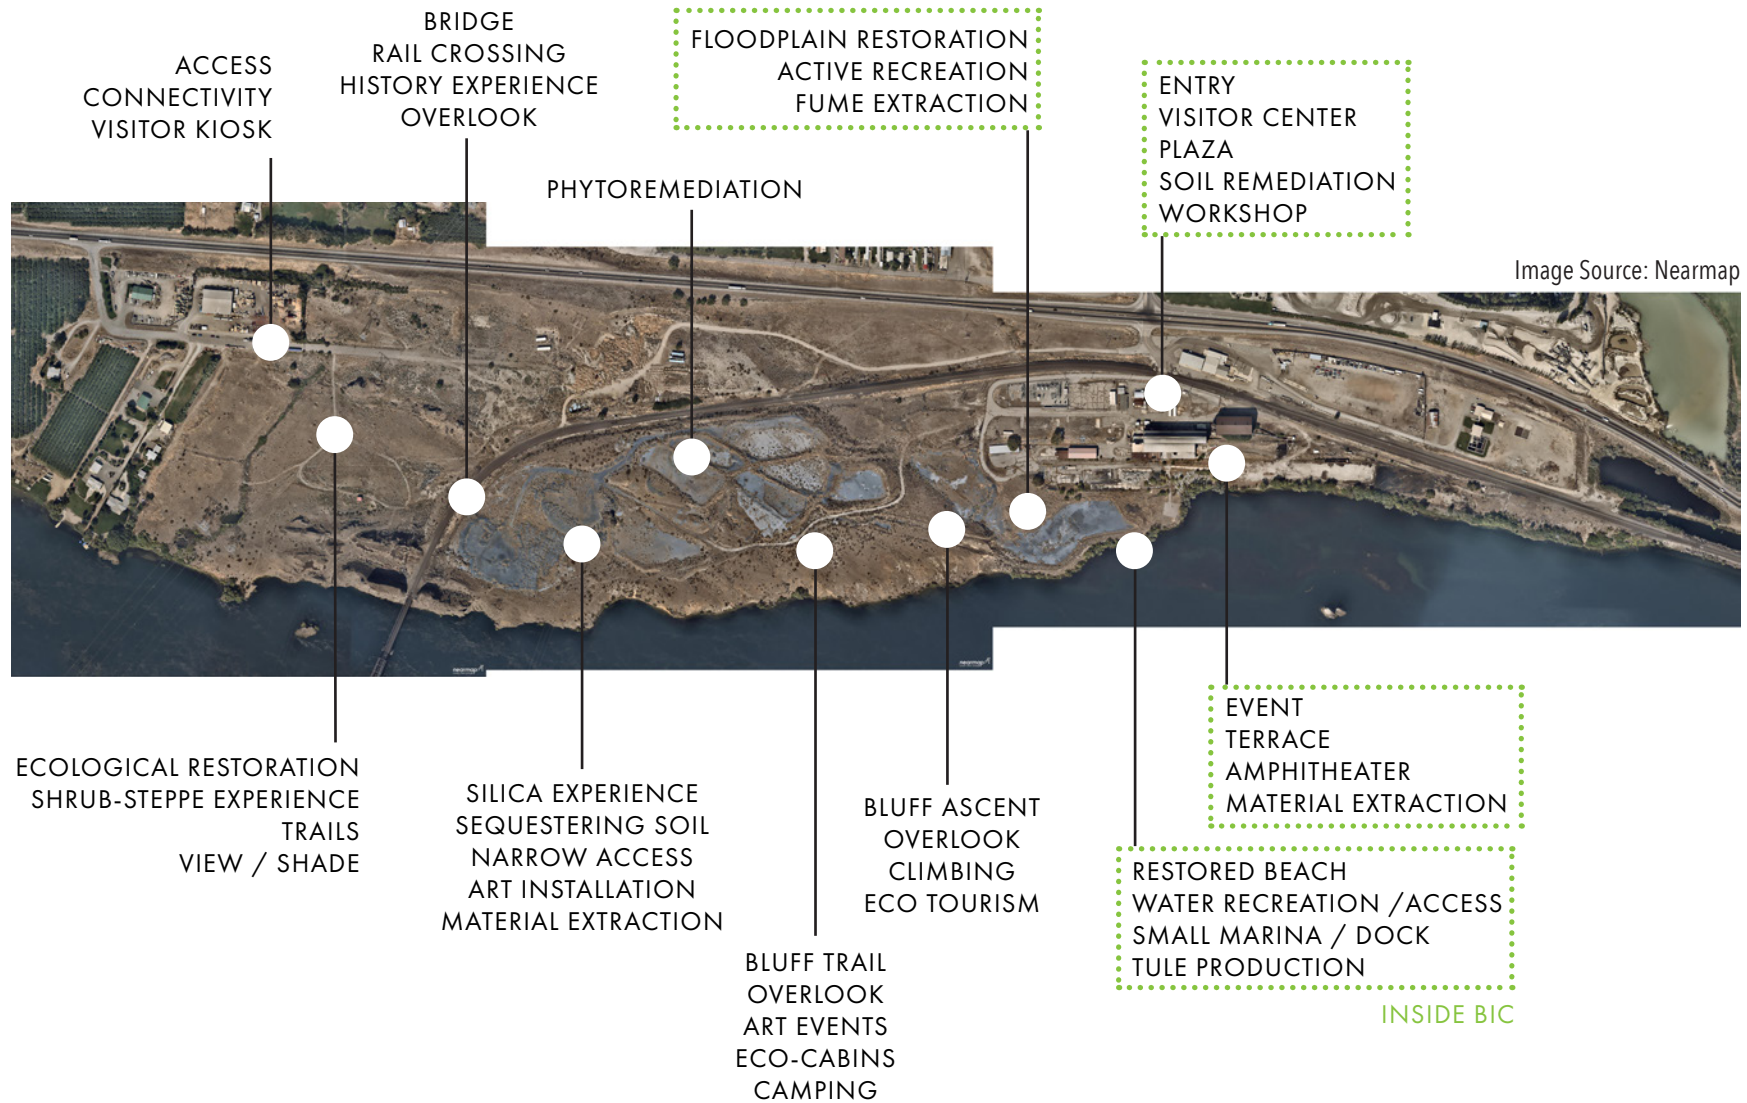 ACCESS
CONNECTIVITY
VISITOR KIOSK
BRIDGE
RAIL CROSSING
HISTORY EXPERIENCE
OVERLOOK
PHYTOREMEDIATION
FLOODPLAIN RESTORATION
ACTIVE RECREATION
FUME EXTRACTION
ENTRY
VISITOR CENTER
PLAZA
SOIL REMEDIATION
WORKSHOP
Image Source: Nearmap
nearmap
nearmap
ECOLOGICAL RESTORATION
SHRUB-STEPPE EXPERIENCE
TRAILS
VIEW / SHADE
SILICA EXPERIENCE
SEQUESTERING SOIL
NARROW ACCESS
ART INSTALLATION
MATERIAL EXTRACTION
BLUFF TRAIL
OVERLOOK
ART EVENTS
ECO-CABINS
CAMPING
BLUFF ASCENT
OVERLOOK
CLIMBING
ECO TOURISM
EVENT
TERRACE
AMPHITHEATER
MATERIAL EXTRACTION
RESTORED BEACH
WATER RECREATION /ACCESS
SMALL MARINA / DOCK
TULE PRODUCTION
INSIDE BIC